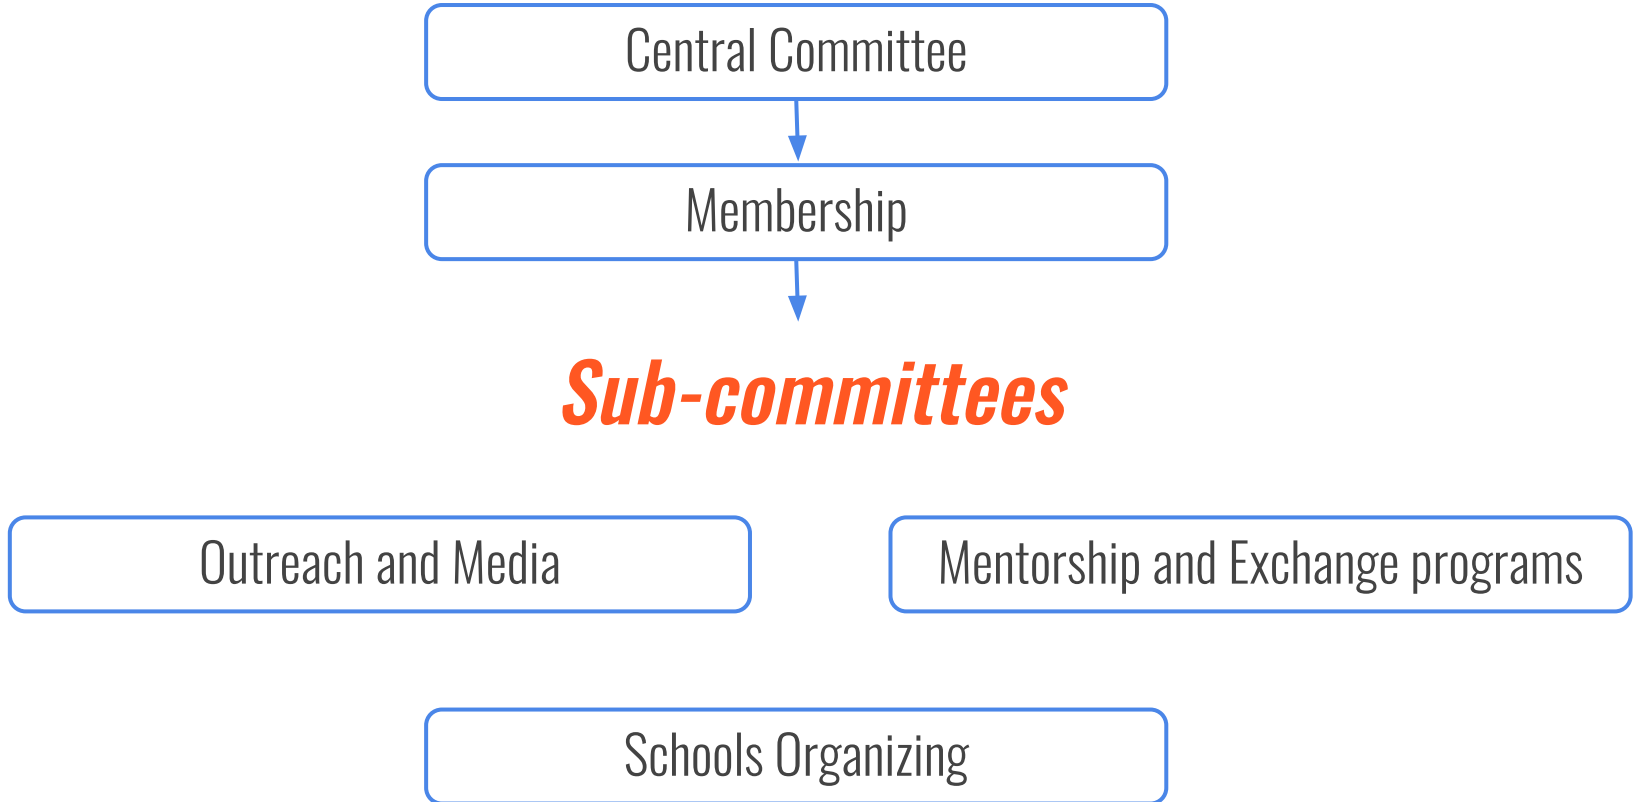 Central Committee
Membership
Sub-committees
Outreach and Media
Mentorship and Exchange programs
Schools Organizing